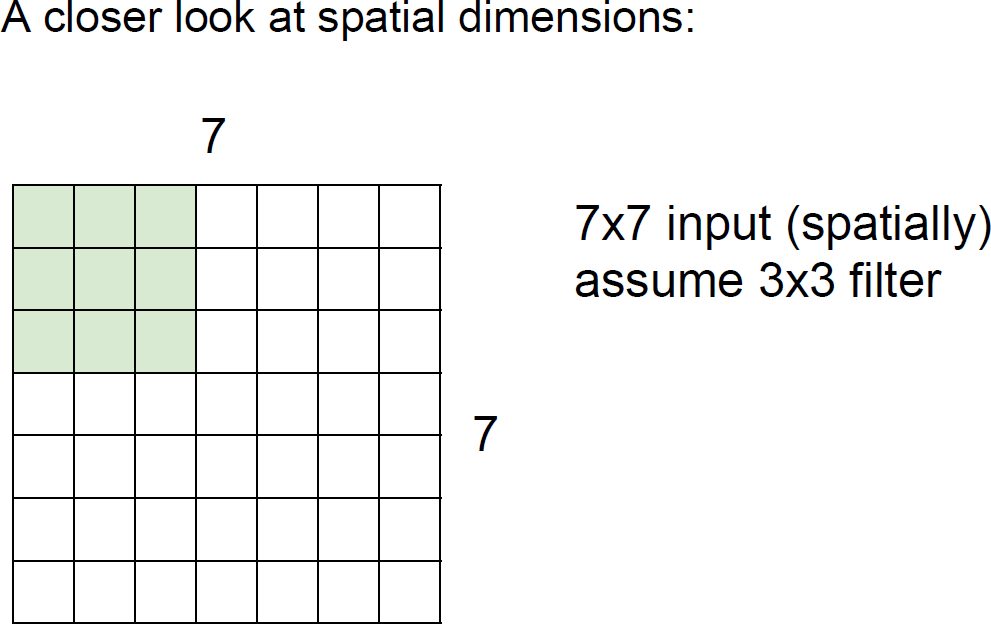 A closer look at spatial dimensions:
7
7x7 input (spatially)
assume 3x3 filter
7